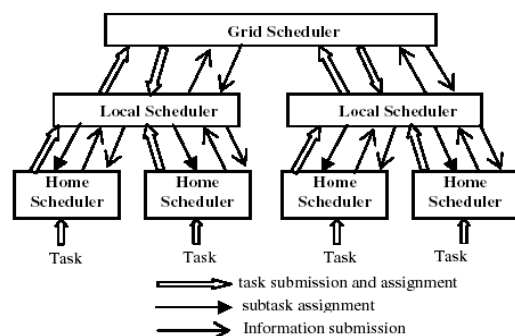 Grid Scheduler
Local Scheduler
Local Scheduler
Home
Scheduler
Home
Scheduler
Home
Scheduler
Home
Scheduler
Task
Task
Task
Task
task submission and assignment
subtask assignment
Information submission